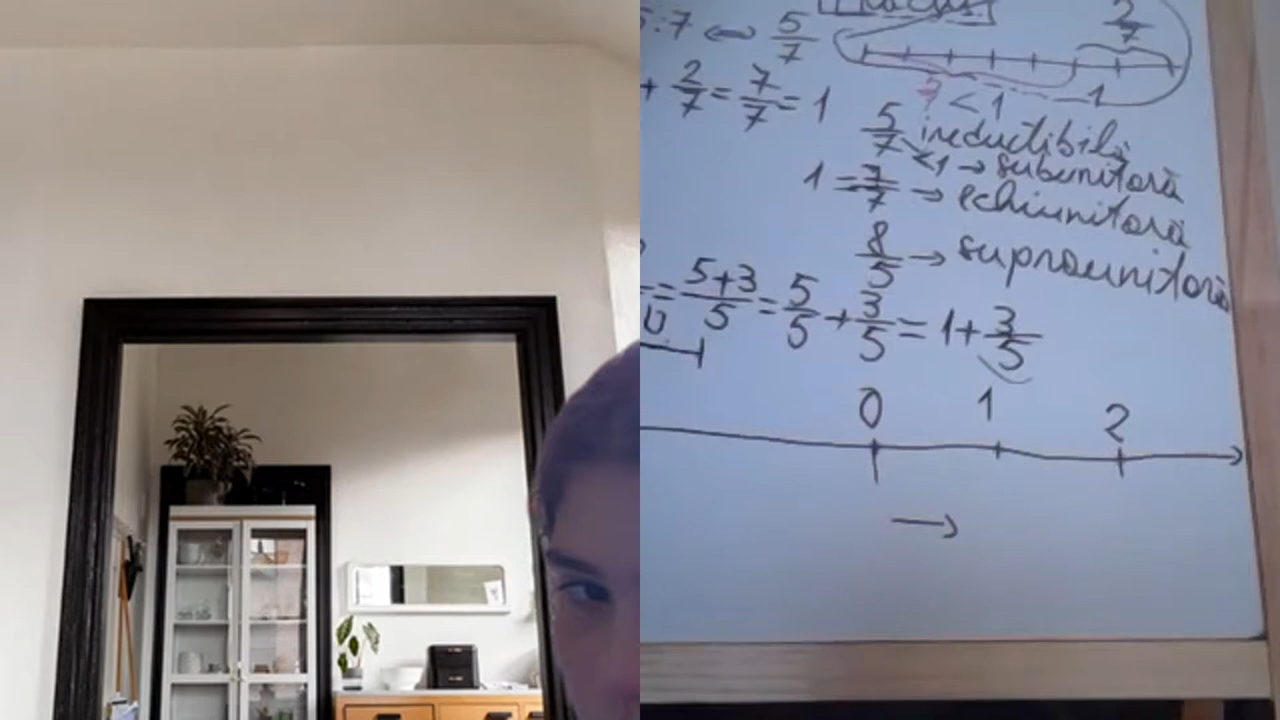 :7 ↔ 5/7
2/7
+ 2/7 = 7/7 = 1
< 1
1
5/7 ireductibilă
<1 → subunitară
1 = 7/7 → echiunitară
8/5 → supraunitară
= 5+3/5 = 5/5 + 3/5 = 1 + 3/5
0 1 2
→